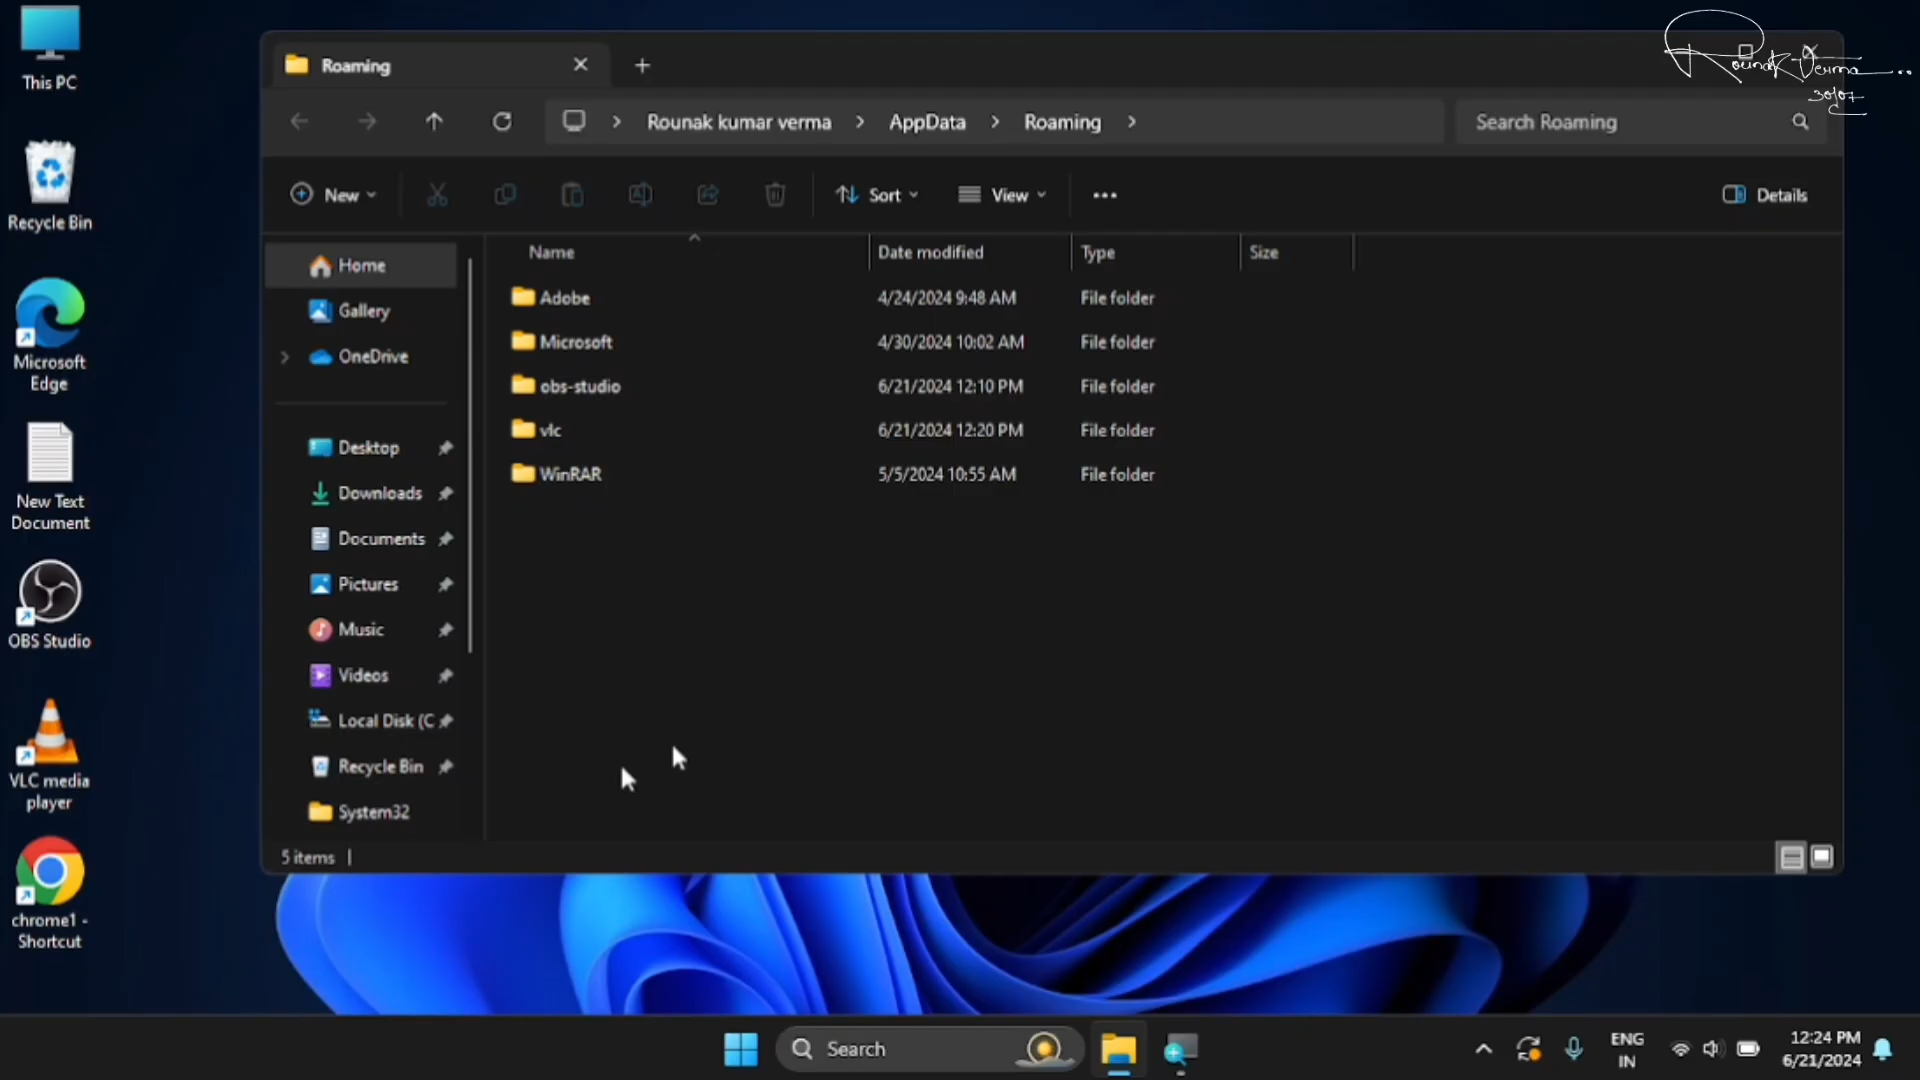 This PC
Recycle Bin
Microsoft
Edge
New Text
Document
OBS Studio
VLC media
player
chrome1 -
Shortcut
Roaming
Rounak Verma
30/07
Rounak kumar verma > AppData > Roaming >
Search Roaming
New
Sort
View
Details
Home
Gallery
OneDrive
Desktop
Downloads
Documents
Pictures
Music
Videos
Local Disk (C
Recycle Bin
System32
Name Date modified Type Size
Adobe 4/24/2024 9:48 AM File folder
Microsoft 4/30/2024 10:02 AM File folder
obs-studio 6/21/2024 12:10 PM File folder
vlc 6/21/2024 12:20 PM File folder
WinRAR 5/5/2024 10:55 AM File folder
5 items
Search
ENG
IN
12:24 PM
6/21/2024